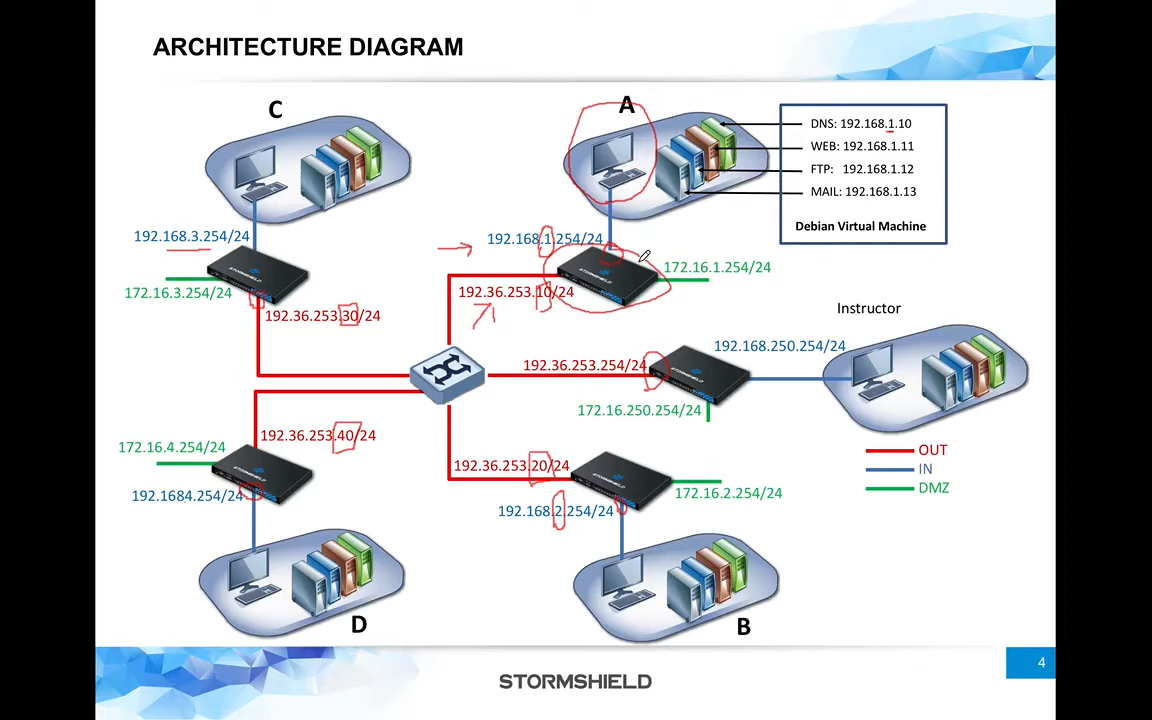 ARCHITECTURE DIAGRAM
C
A
DNS: 192.168.1.10
WEB: 192.168.1.11
FTP: 192.168.1.12
MAIL: 192.168.1.13
Debian Virtual Machine
192.168.3.254/24
192.168.1.254/24
STORMSHIELD
STORMSHIELD
172.16.3.254/24
172.16.1.254/24
192.36.253.30/24
192.36.253.10/24
Instructor
192.168.250.254/24
192.36.253.254/24
STORMSHIELD
172.16.250.254/24
192.36.253.40/24
172.16.4.254/24
192.36.253.20/24
OUT
IN
DMZ
STORMSHIELD
STORMSHIELD
192.1684.254/24
172.16.2.254/24
192.168.2.254/24
D
B
4
STORMSHIELD